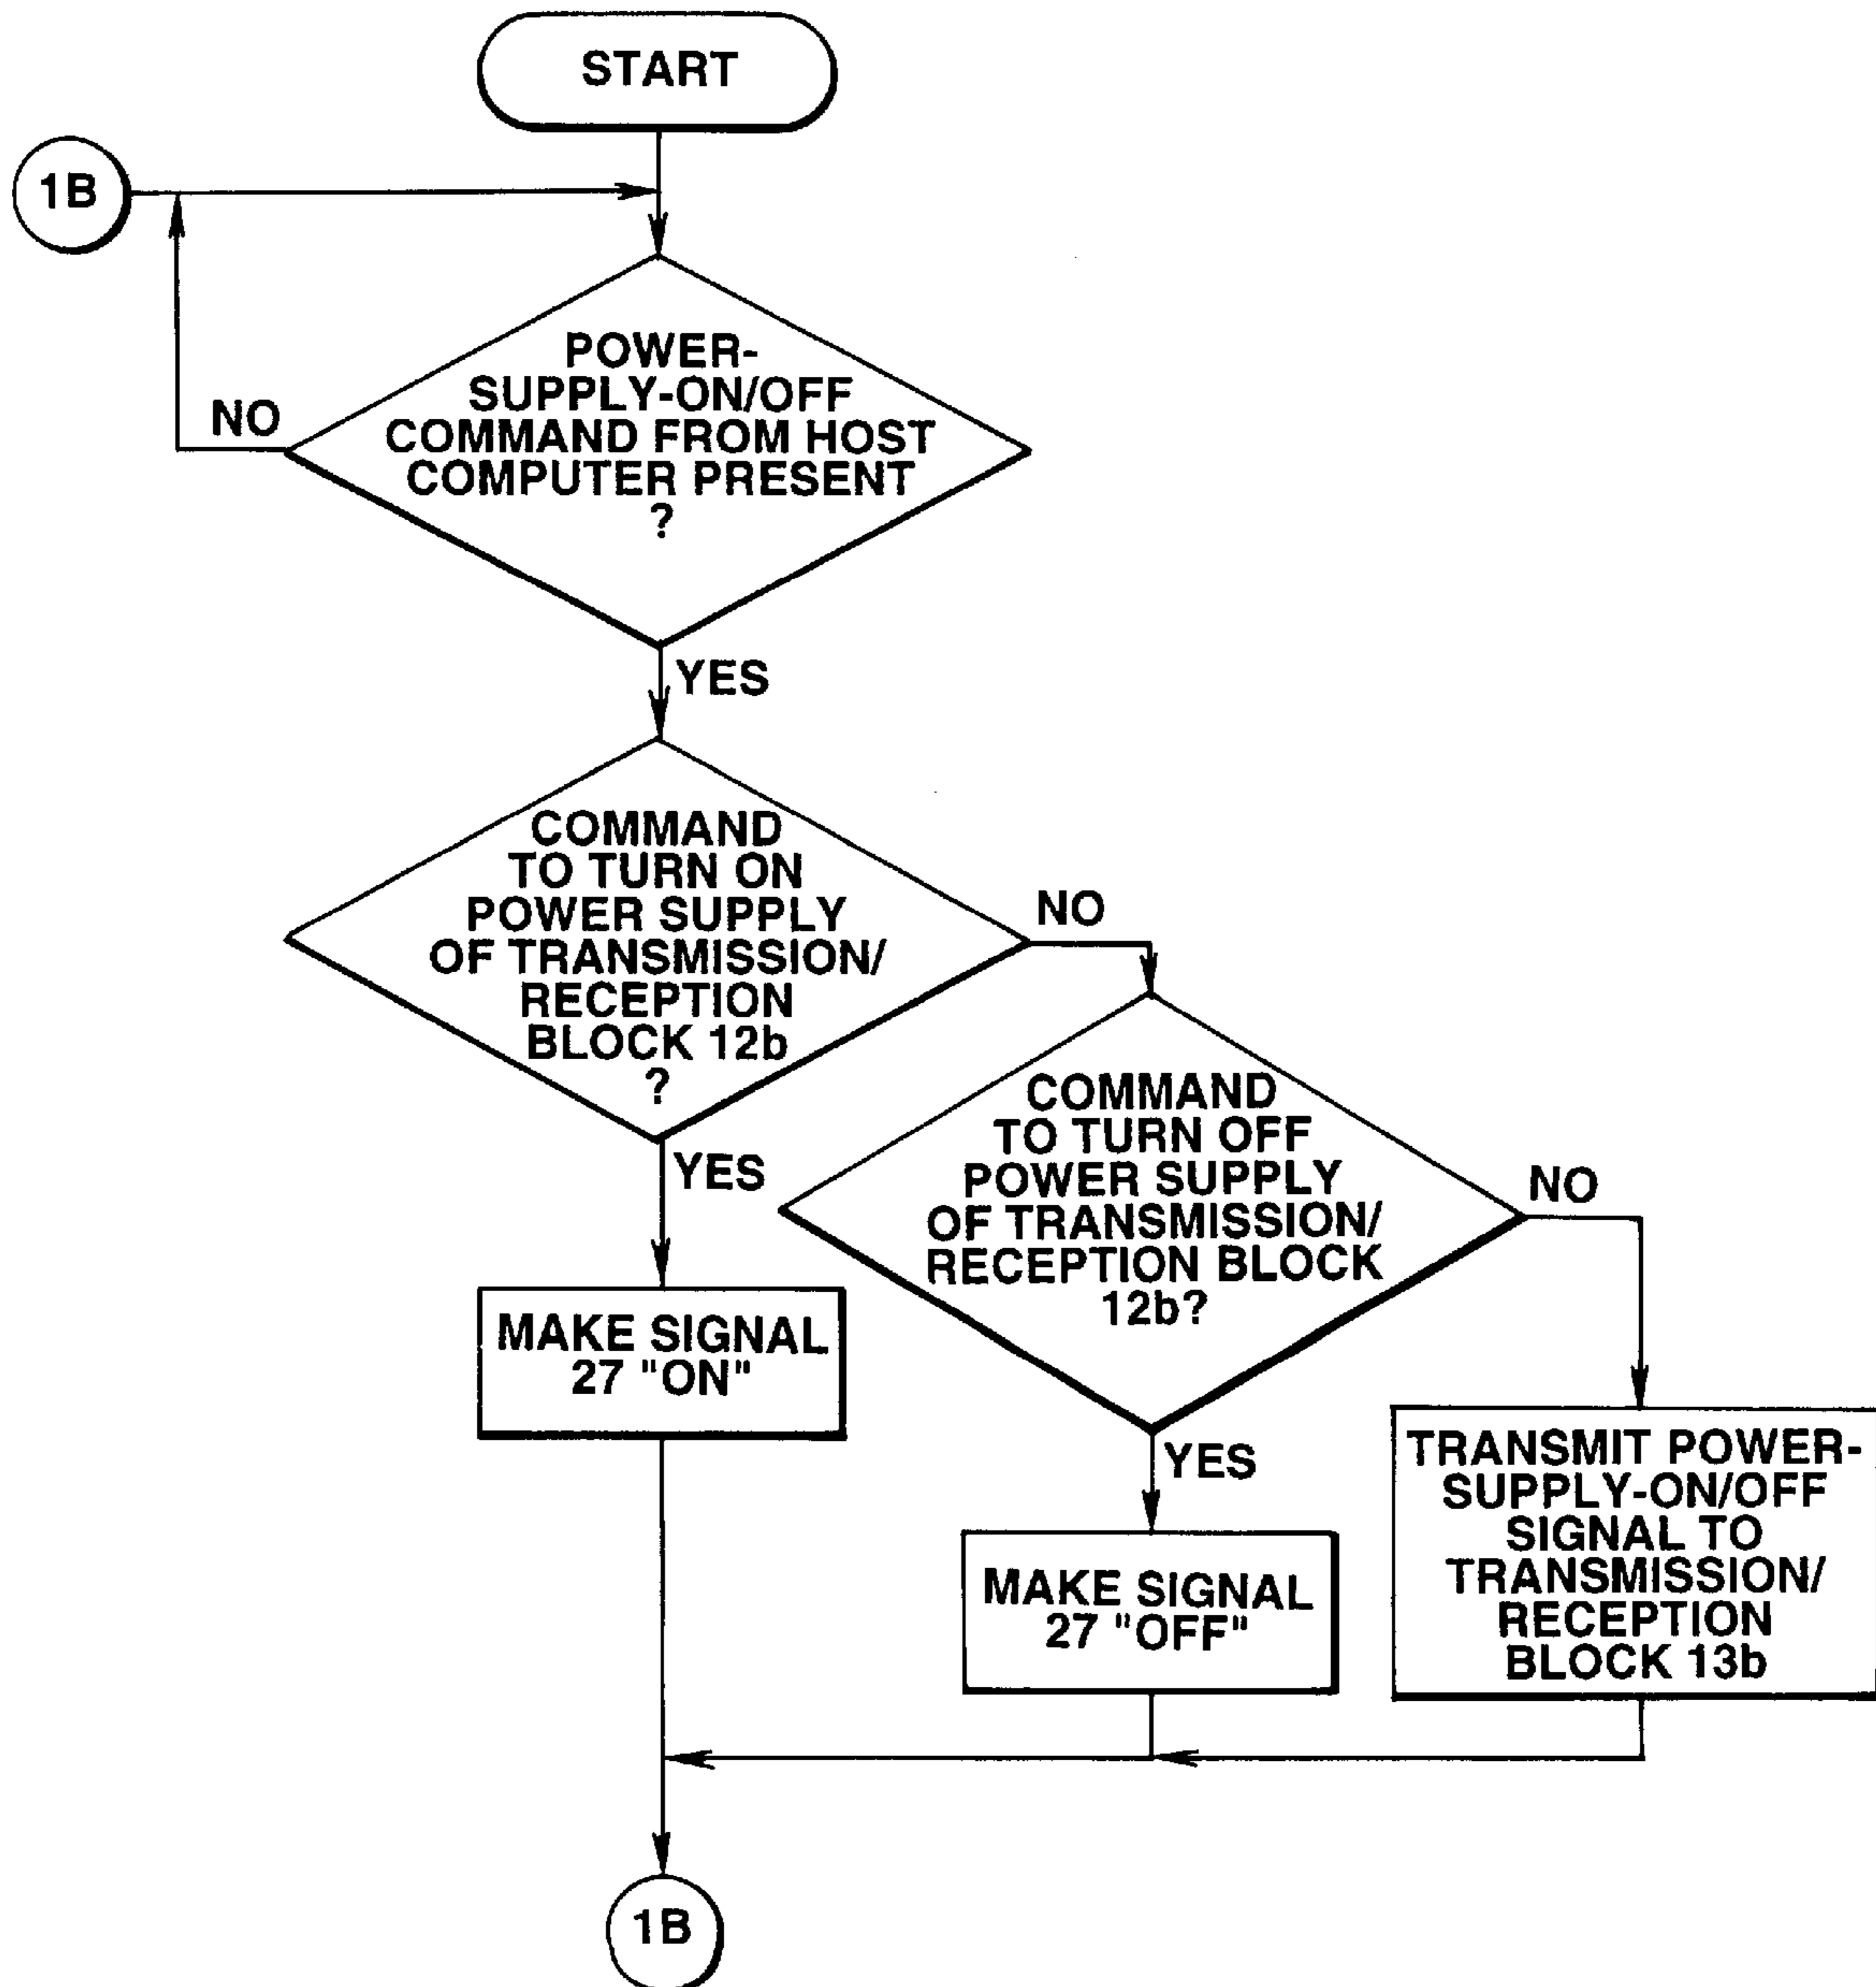 START
1B
POWER-
SUPPLY-ON/OFF
COMMAND FROM HOST
COMPUTER PRESENT
?
NO
YES
COMMAND
TO TURN ON
POWER SUPPLY
OF TRANSMISSION/
RECEPTION
BLOCK 12b
?
NO
YES
COMMAND
TO TURN OFF
POWER SUPPLY
OF TRANSMISSION/
RECEPTION BLOCK
12b?
NO
YES
MAKE SIGNAL
27 "ON"
MAKE SIGNAL
27 "OFF"
TRANSMIT POWER-
SUPPLY-ON/OFF
SIGNAL TO
TRANSMISSION/
RECEPTION
BLOCK 13b
1B